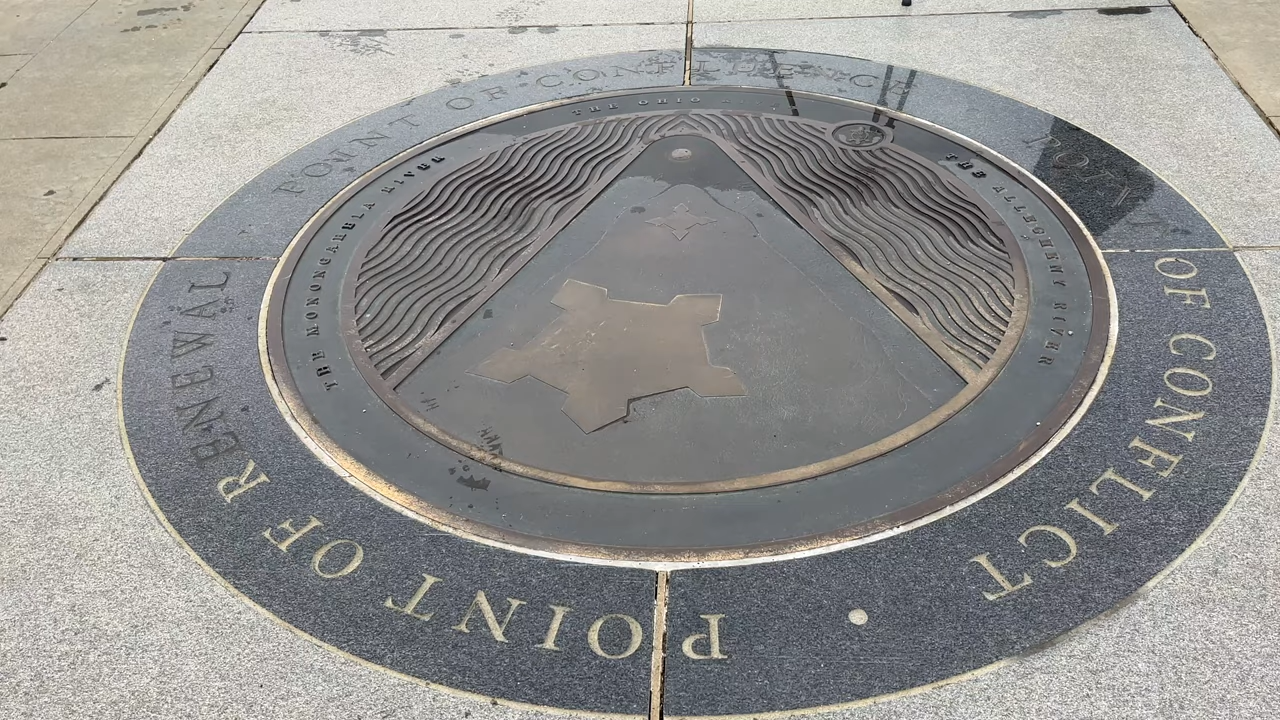 POINT OF CONFLUENCE
POINT OF CONFLICT
POINT OF RENEWAL
THE MONONGAHELA RIVER
THE OHIO
THE ALLEGHENY RIVER